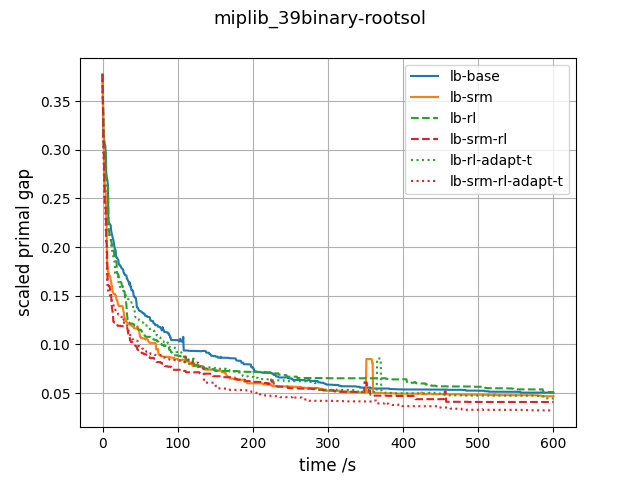 miplib_39binary-rootsol
lb-base
lb-srm
lb-rl
lb-srm-rl
lb-rl-adapt-t
lb-srm-rl-adapt-t
scaled primal gap
0.35
0.30
0.25
0.20
0.15
0.10
0.05
0 100 200 300 400 500 600
time /s